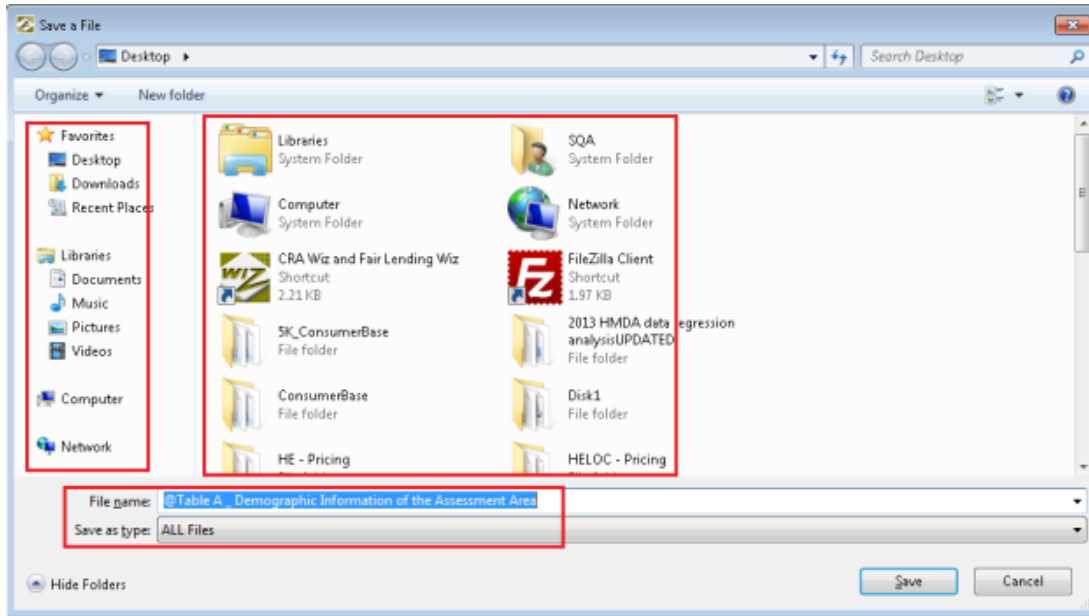 Save a File
Desktop
Search Desktop
Organize
New folder
Favorites
Desktop
Downloads
Recent Places
Libraries
Documents
Music
Pictures
Videos
Computer
Network
Libraries
System Folder
SQA
System Folder
Computer
System Folder
Network
System Folder
WIZ
CRA Wiz and Fair Lending Wiz
Shortcut
2.21 KB
FZ
FileZilla Client
Shortcut
1.97 KB
5K_ConsumerBase
File folder
2013 HMDA data regression
analysisUPDATED
File folder
ConsumerBase
File folder
Disk1
File folder
HE - Pricing
HELOC - Pricing
File name: @Table A _ Demographic Information of the Assessment Area
Save as type: ALL Files
Hide Folders
Save
Cancel